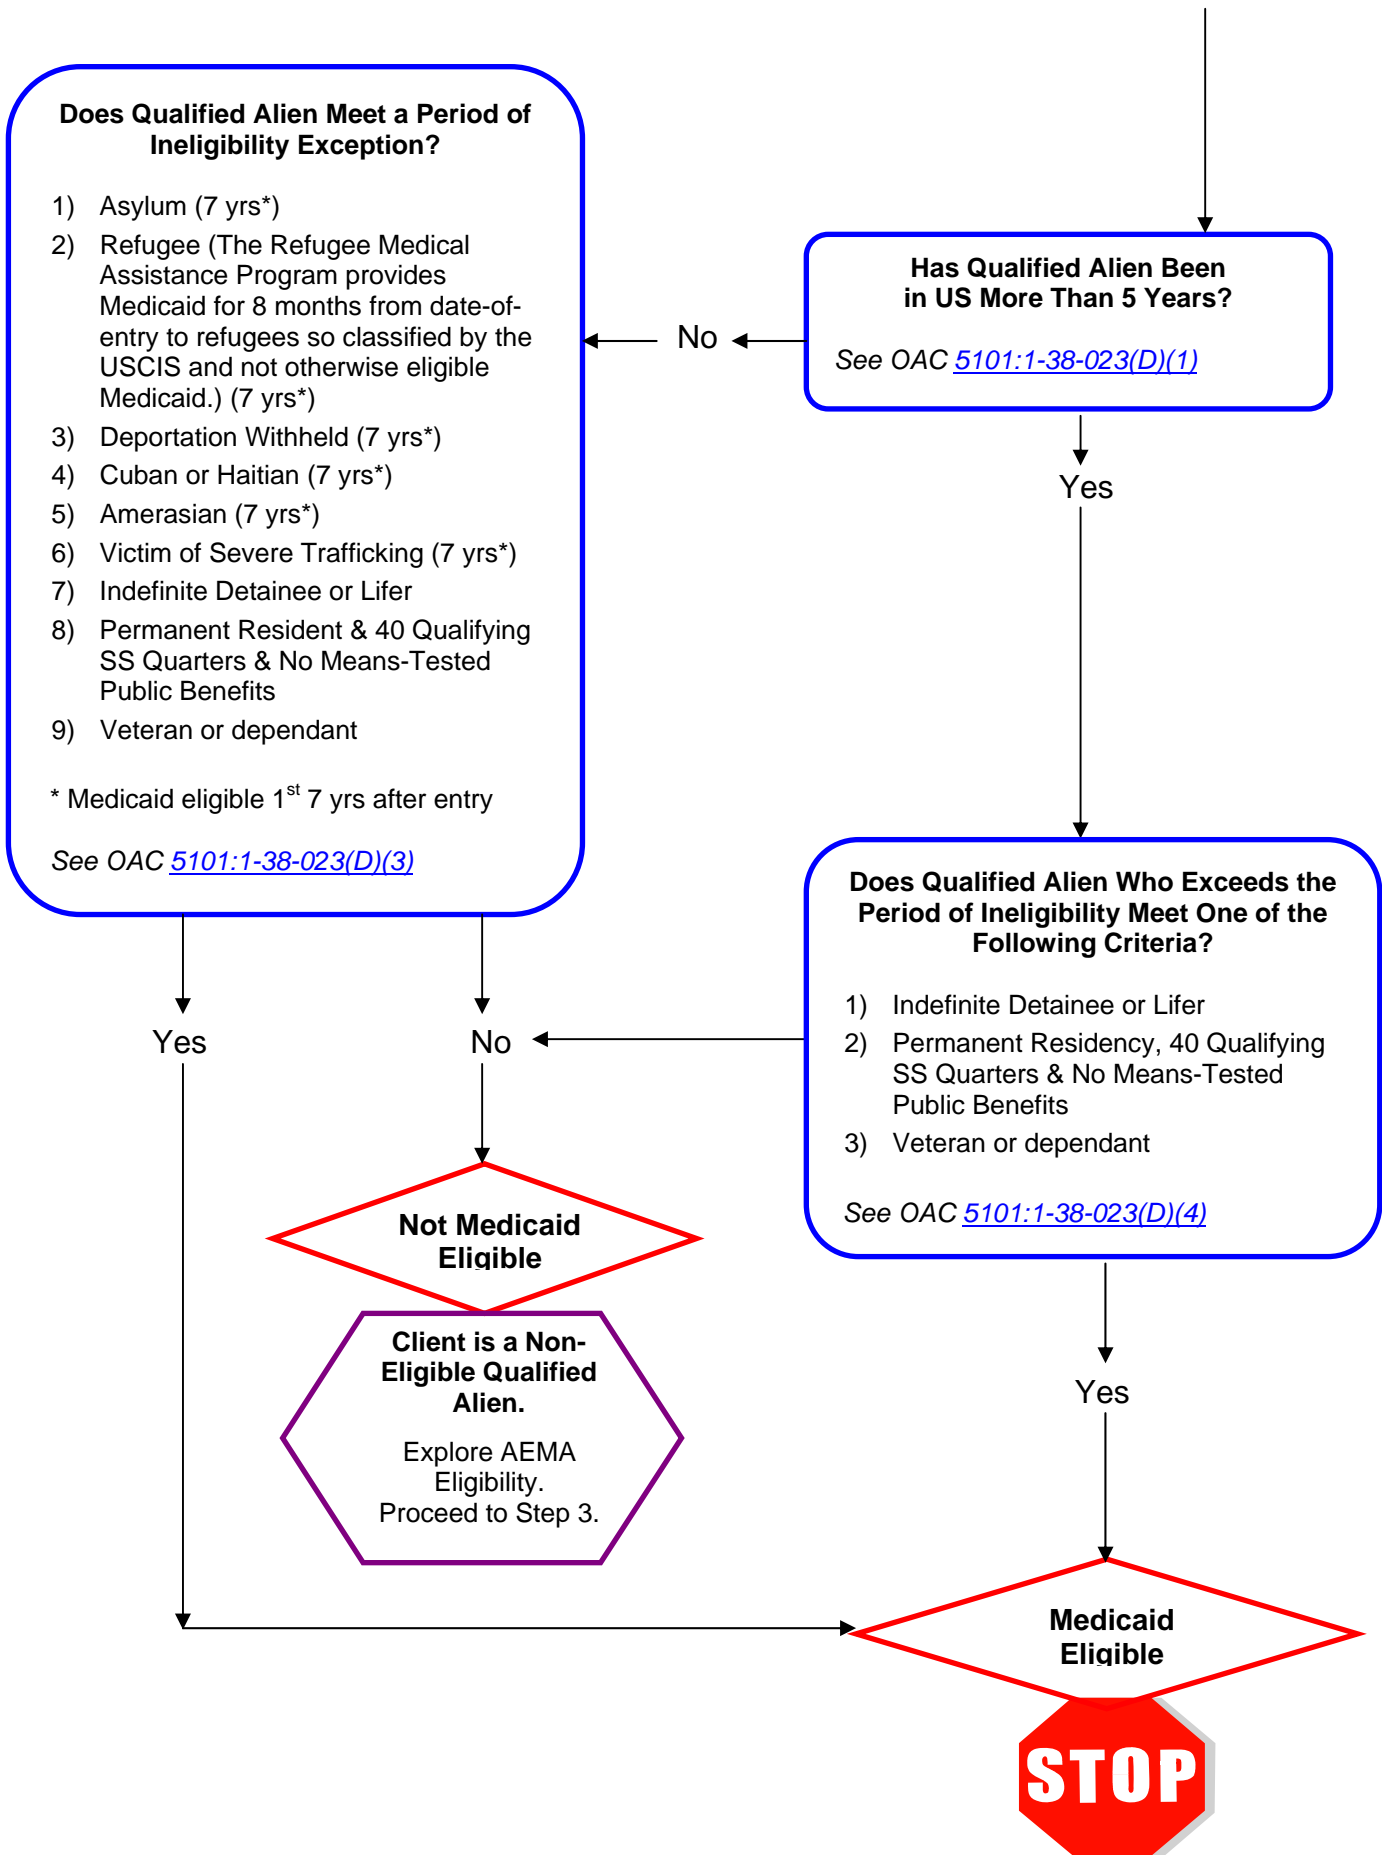 Does Qualified Alien Meet a Period of
Ineligibility Exception?
1) Asylum (7 yrs*)
2) Refugee (The Refugee Medical
Assistance Program provides
Medicaid for 8 months from date-of-
entry to refugees so classified by the
USCIS and not otherwise eligible
Medicaid.) (7 yrs*)
3) Deportation Withheld (7 yrs*)
4) Cuban or Haitian (7 yrs*)
5) Amerasian (7 yrs*)
6) Victim of Severe Trafficking (7 yrs*)
7) Indefinite Detainee or Lifer
8) Permanent Resident & 40 Qualifying
SS Quarters & No Means-Tested
Public Benefits
9) Veteran or dependant
* Medicaid eligible 1st 7 yrs after entry
See OAC 5101:1-38-023(D)(3)
No
Has Qualified Alien Been
in US More Than 5 Years?
See OAC 5101:1-38-023(D)(1)
Yes
Does Qualified Alien Who Exceeds the
Period of Ineligibility Meet One of the
Following Criteria?
1) Indefinite Detainee or Lifer
2) Permanent Residency, 40 Qualifying
SS Quarters & No Means-Tested
Public Benefits
3) Veteran or dependant
See OAC 5101:1-38-023(D)(4)
Yes
No
Not Medicaid
Eligible
Client is a Non-
Eligible Qualified
Alien.
Explore AEMA
Eligibility.
Proceed to Step 3.
Yes
Medicaid
Eligible
STOP